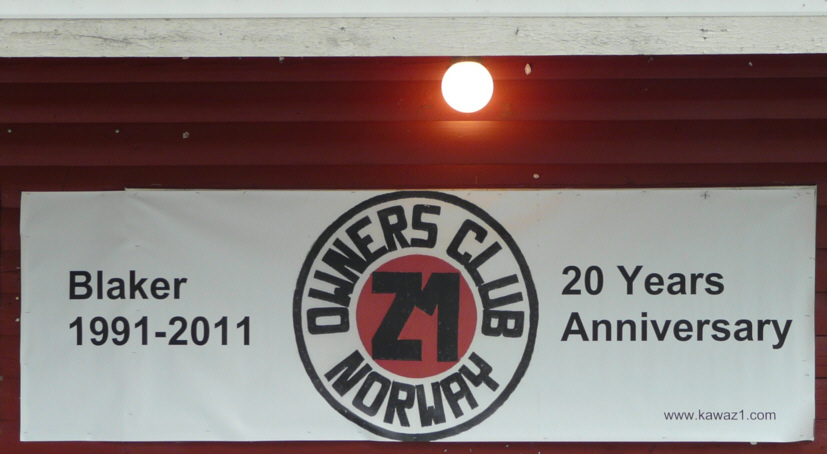 Blaker
1991-2011
OWNERS CLUB
Z1
NORWAY
20 Years
Anniversary
www.kawaz1.com